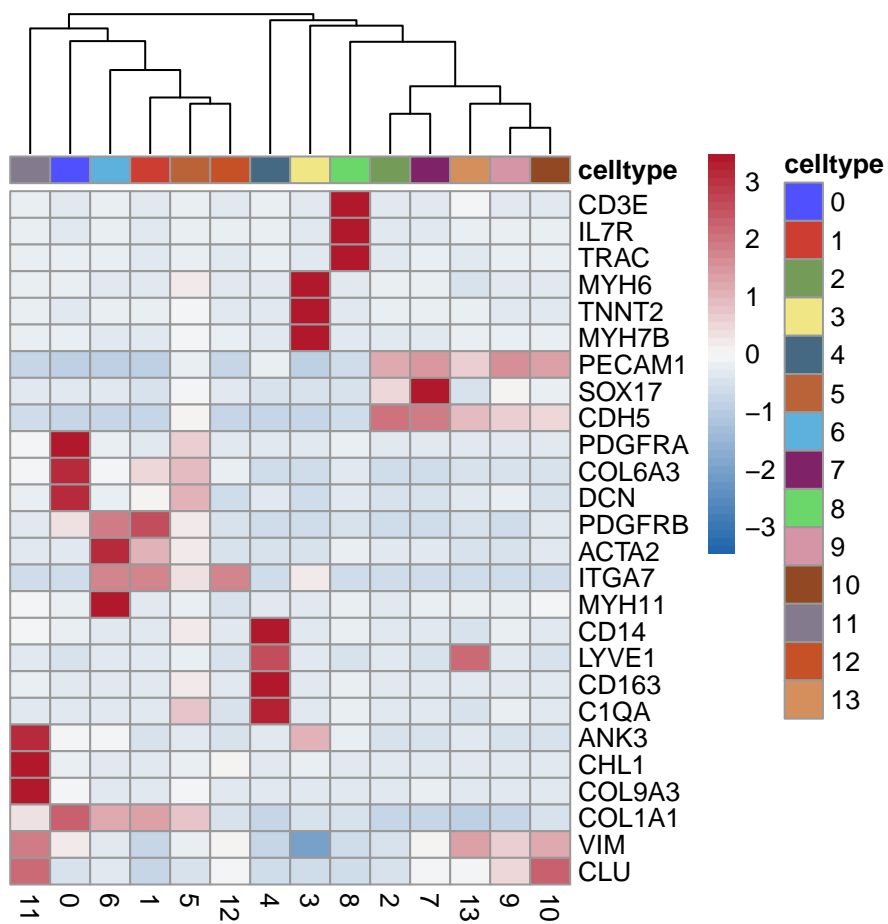 celltype
CD3E
IL7R
TRAC
MYH6
TNNT2
MYH7B
PECAM1
SOX17
CDH5
PDGFRA
COL6A3
DCN
PDGFRB
ACTA2
ITGA7
MYH11
CD14
LYVE1
CD163
C1QA
ANK3
CHL1
COL9A3
COL1A1
VIM
CLU
11 0 6 1 5 12 4 3 8 2 7 13 9 10
3
2
1
0
−1
−2
−3
celltype
0
1
2
3
4
5
6
7
8
9
10
11
12
13